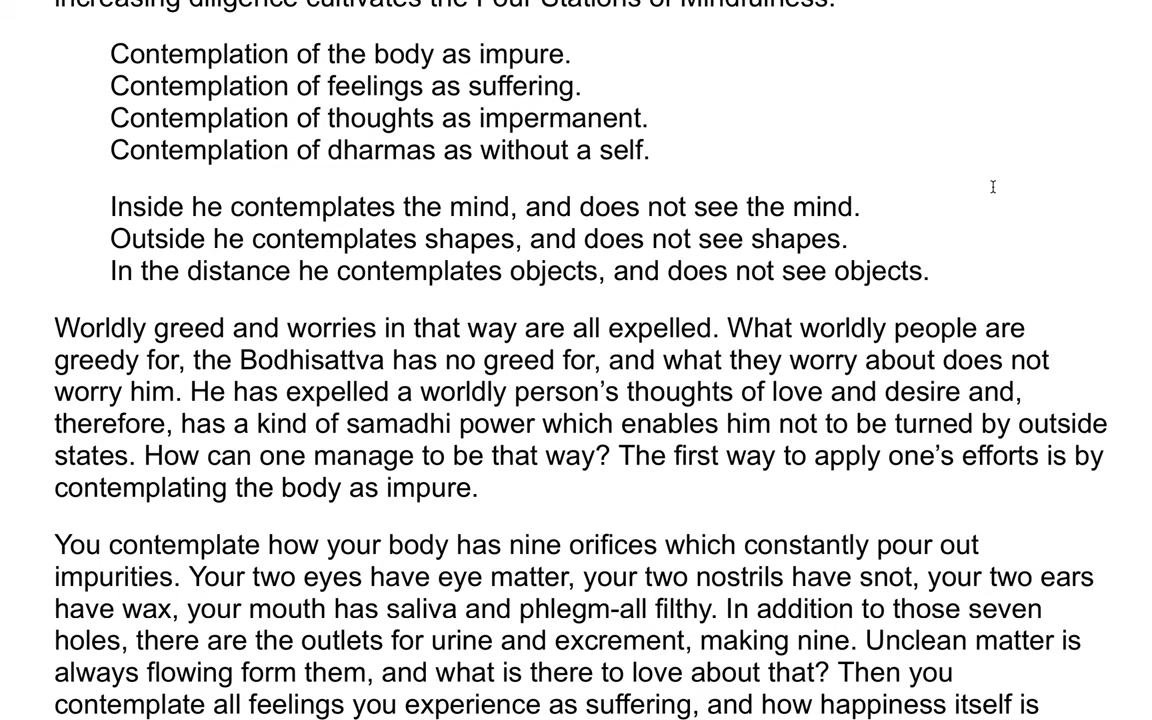 increasing diligence cultivates the Four Stations of Mindfulness:
Contemplation of the body as impure.
Contemplation of feelings as suffering.
Contemplation of thoughts as impermanent.
Contemplation of dharmas as without a self.
Inside he contemplates the mind, and does not see the mind.
Outside he contemplates shapes, and does not see shapes.
In the distance he contemplates objects, and does not see objects.
Worldly greed and worries in that way are all expelled. What worldly people are
greedy for, the Bodhisattva has no greed for, and what they worry about does not
worry him. He has expelled a worldly person’s thoughts of love and desire and,
therefore, has a kind of samadhi power which enables him not to be turned by outside
states. How can one manage to be that way? The first way to apply one’s efforts is by
contemplating the body as impure.
You contemplate how your body has nine orifices which constantly pour out
impurities. Your two eyes have eye matter, your two nostrils have snot, your two ears
have wax, your mouth has saliva and phlegm-all filthy. In addition to those seven
holes, there are the outlets for urine and excrement, making nine. Unclean matter is
always flowing form them, and what is there to love about that? Then you
contemplate all feelings you experience as suffering, and how happiness itself is